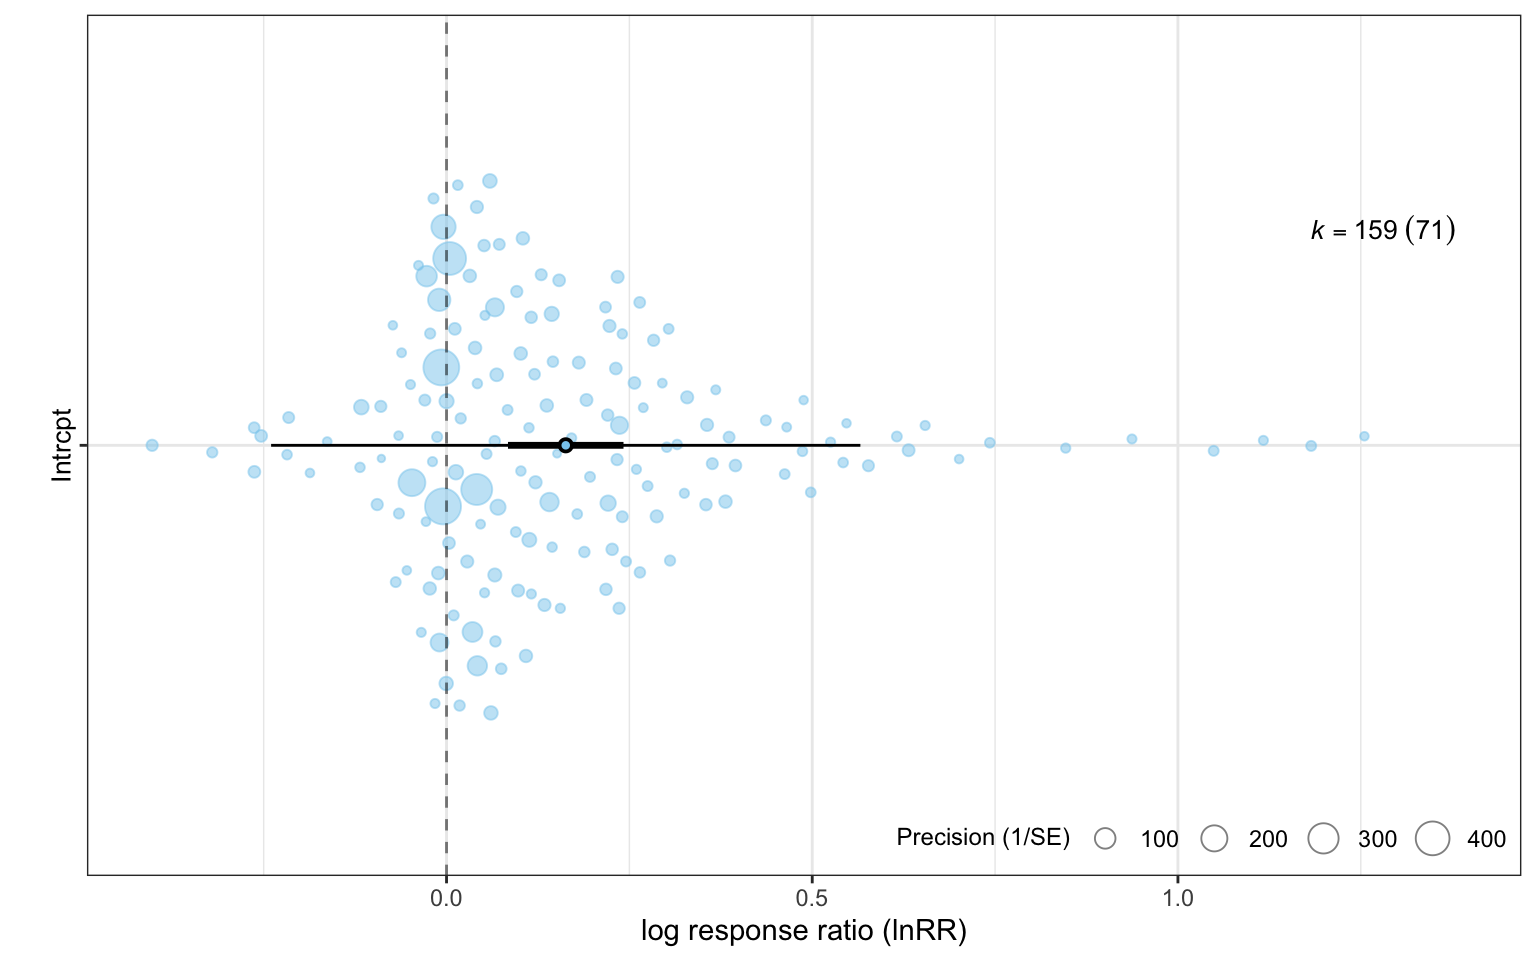 k = 159 (71)
Intrcpt
Precision (1/SE) 100 200 300 400
0.0 0.5 1.0
log response ratio (lnRR)